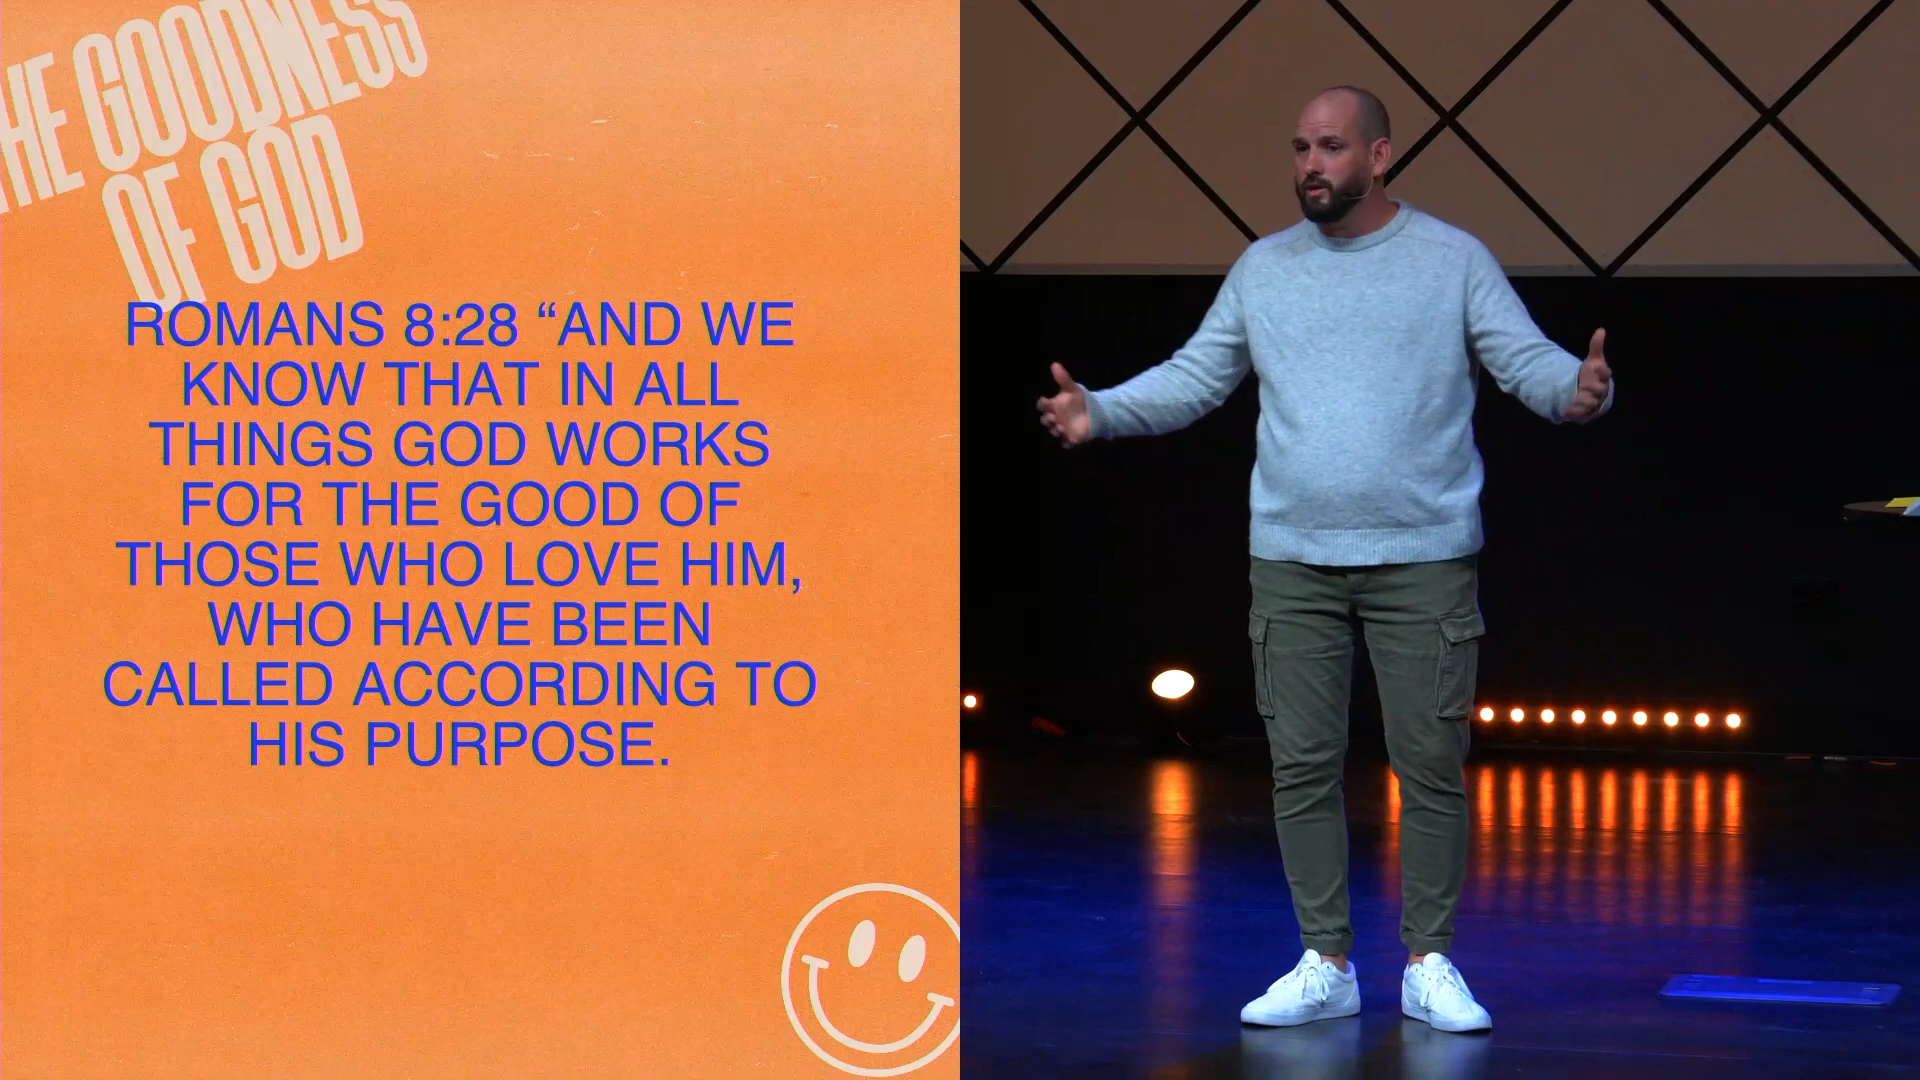 THE GOODNESS
OF GOD
ROMANS 8:28 “AND WE
KNOW THAT IN ALL
THINGS GOD WORKS
FOR THE GOOD OF
THOSE WHO LOVE HIM,
WHO HAVE BEEN
CALLED ACCORDING TO
HIS PURPOSE.